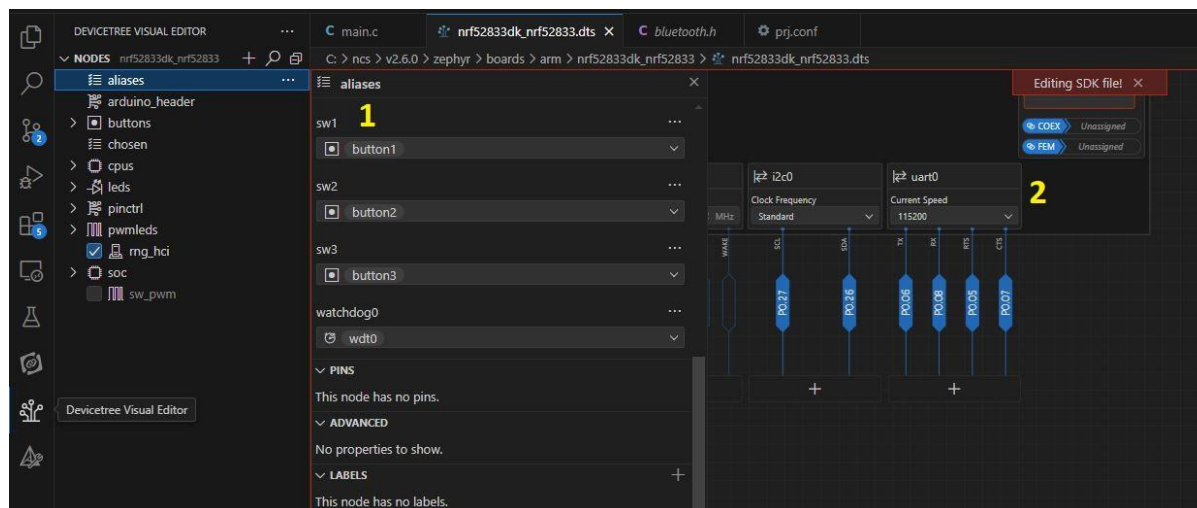 DEVICETREE VISUAL EDITOR ...
NODES nrf52833dk_nrf52833
aliases ...
arduino_header
buttons
chosen
cpus
leds
pinctrl
pwmleds
rng_hci
soc
sw_pwm
2
5
Devicetree Visual Editor
C main.c
nrf52833dk_nrf52833.dts
C bluetooth.h
prj.conf
C: > ncs > v2.6.0 > zephyr > boards > arm > nrf52833dk_nrf52833 > nrf52833dk_nrf52833.dts
aliases
1
sw1 ...
button1
sw2 ...
button2
sw3 ...
button3
watchdog0 ...
wdt0
PINS
This node has no pins.
ADVANCED
No properties to show.
LABELS
This node has no labels.
Editing SDK file!
COEX Unassigned
FEM Unassigned
MHz
WAKE
i2c0
Clock Frequency
Standard
SCL
SDA
P0.27
P0.26
uart0
Current Speed
115200
2
TX
RX
RTS
CTS
P0.06
P0.08
P0.05
P0.07